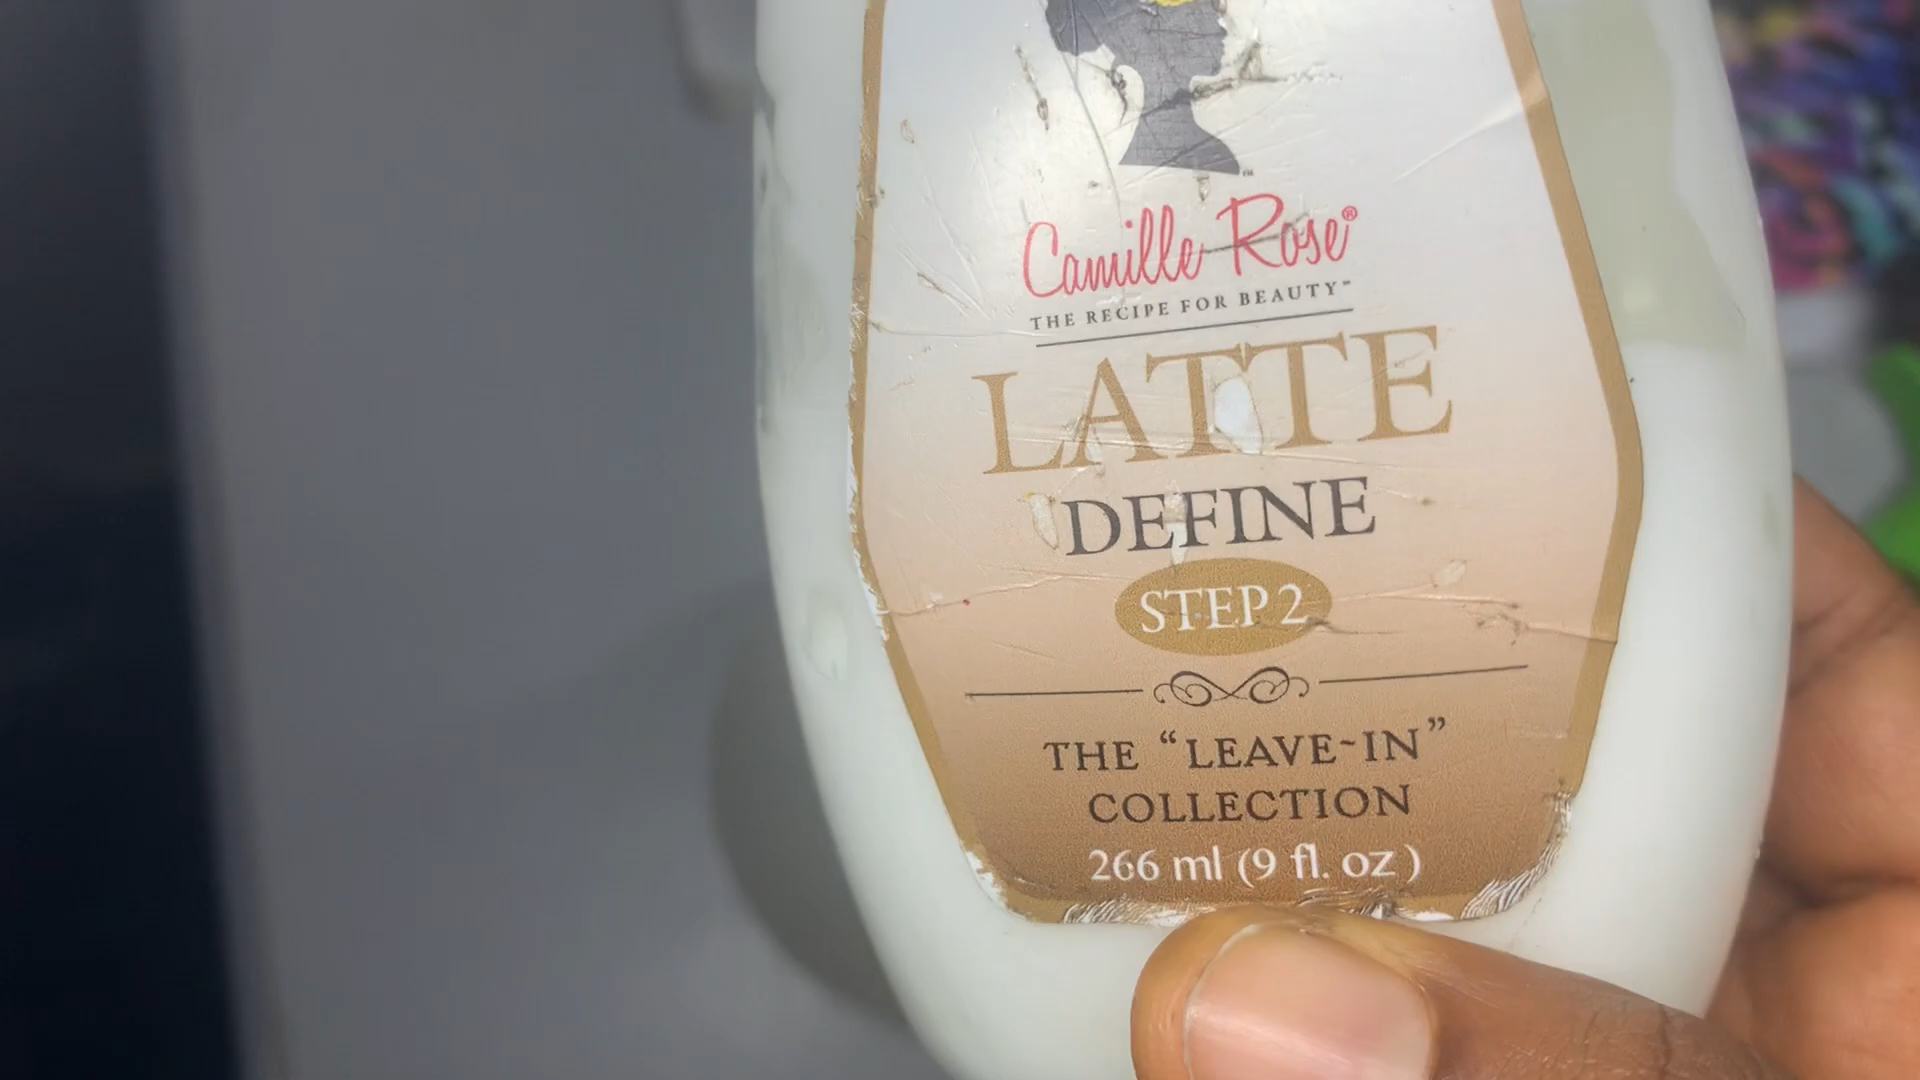 ™
Camille Rose®
THE RECIPE FOR BEAUTY™
LATTE
DEFINE
STEP 2
THE “LEAVE-IN”
COLLECTION
266 ml (9 fl. oz )